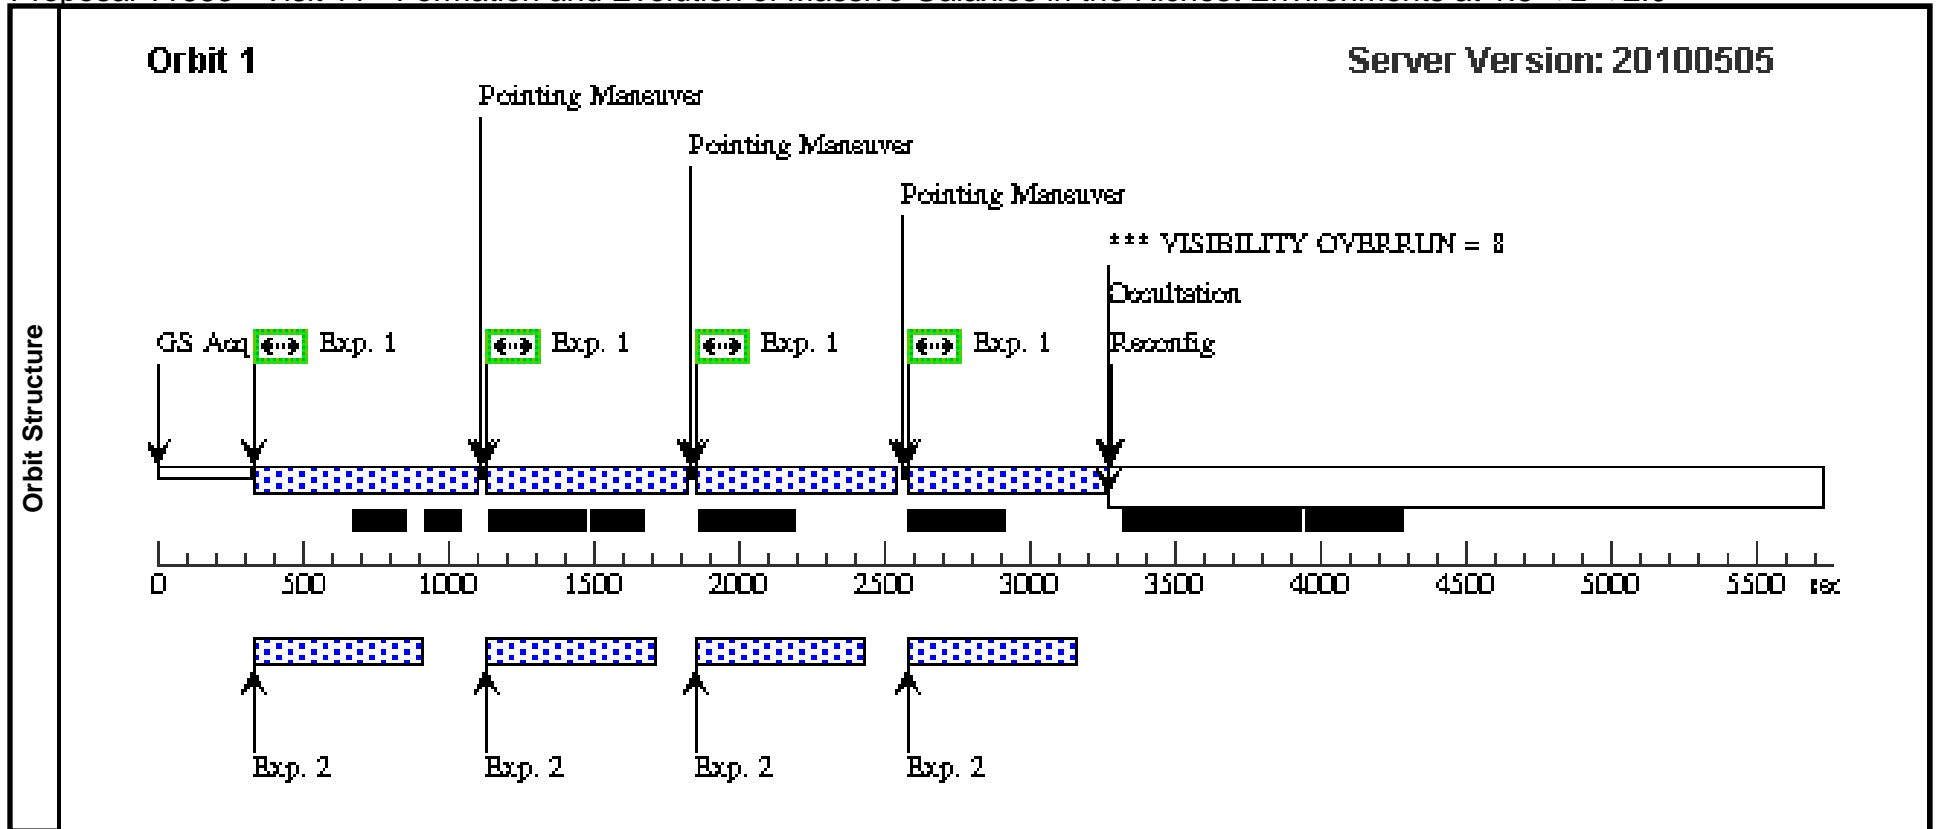 Orbit 1
Server Version: 20100505
Pointing Maneuver
Pointing Maneuver
Pointing Maneuver
*** VISIBILITY OVERRUN = 8
Occultation
GS Acq
Exp. 1
Exp. 1
Exp. 1
Exp. 1
Reconfig
Orbit Structure
0 500 1000 1500 2000 2500 3000 3500 4000 4500 5000 5500 sec
Exp. 2
Exp. 2
Exp. 2
Exp. 2